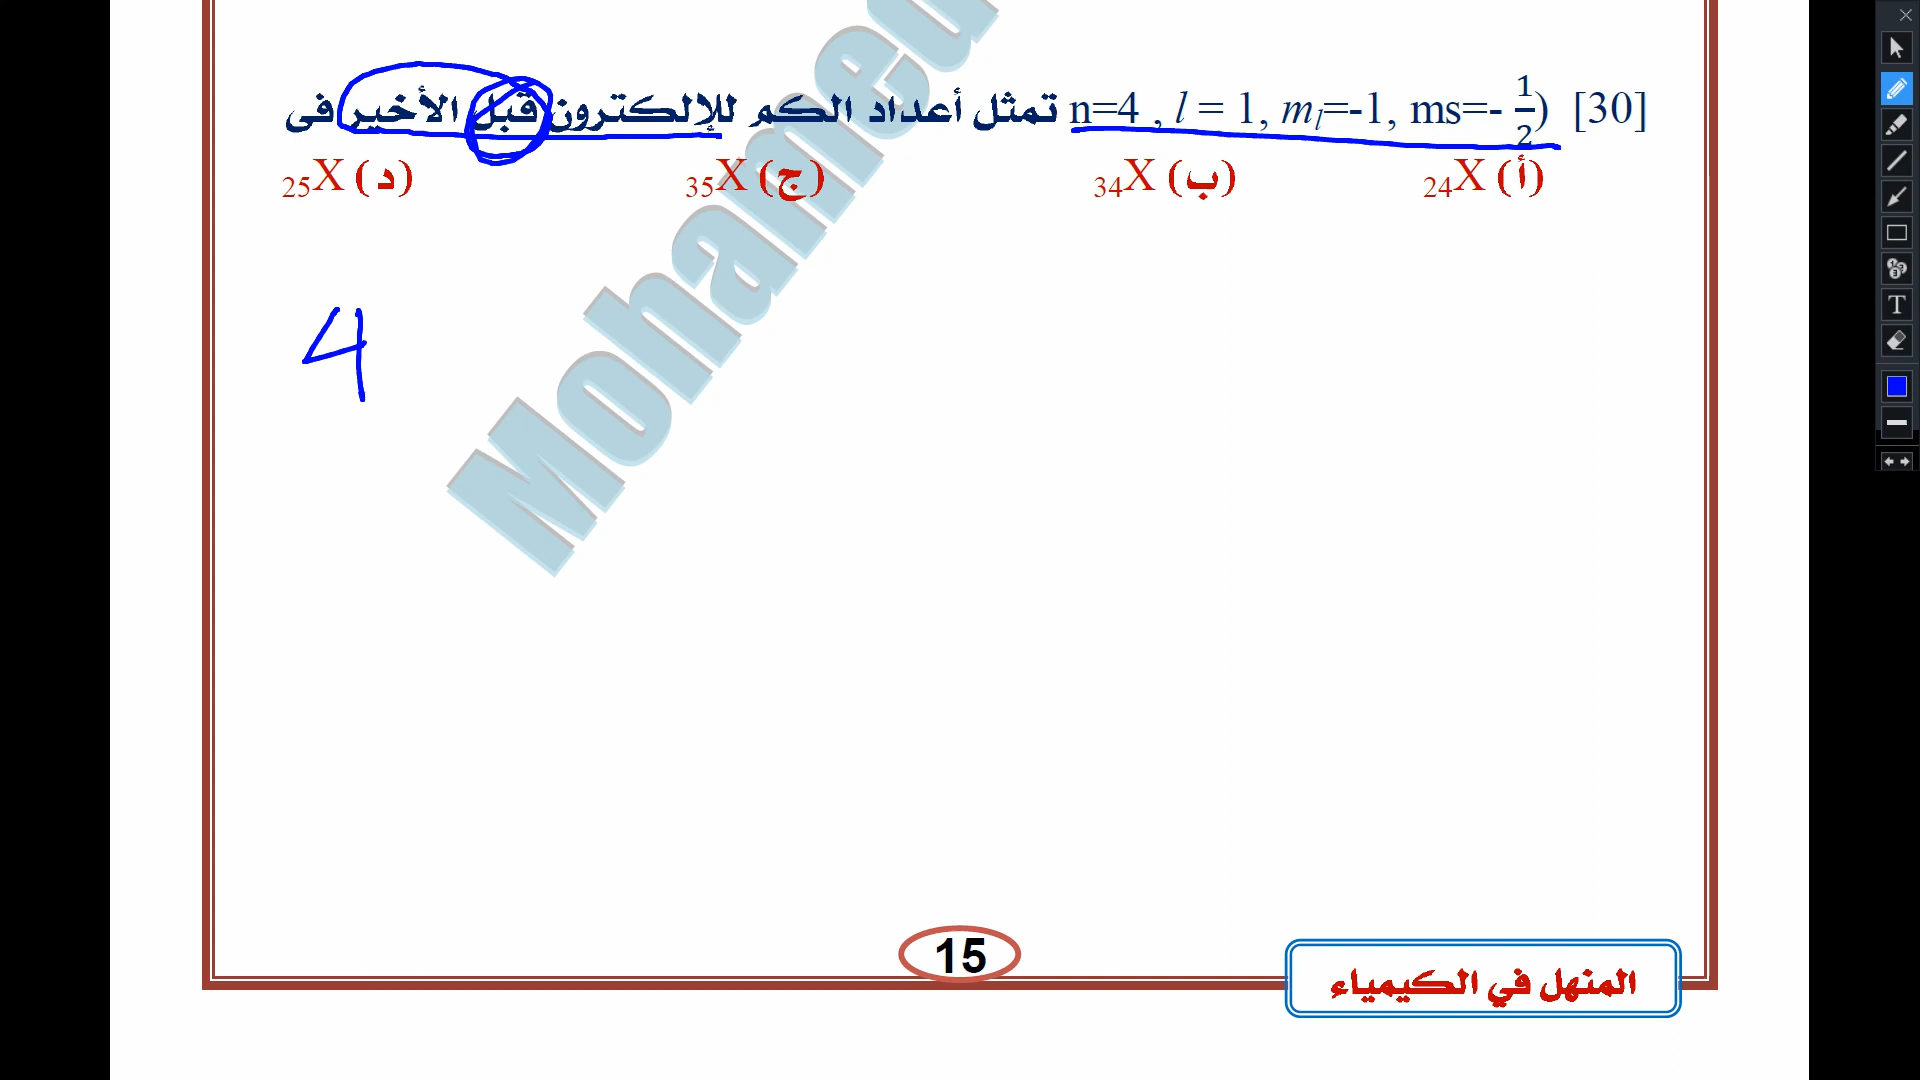 [30] (n=4 , l = 1, mₗ=-1, ms=- 1/2 تمثل أعداد الكم للإلكترون قبل الأخير فى
(أ) ₂₄X (ب) ₃₄X (ج) ₃₅X (د) ₂₅X
4
Mohamed
15
المنهل في الكيمياء
T